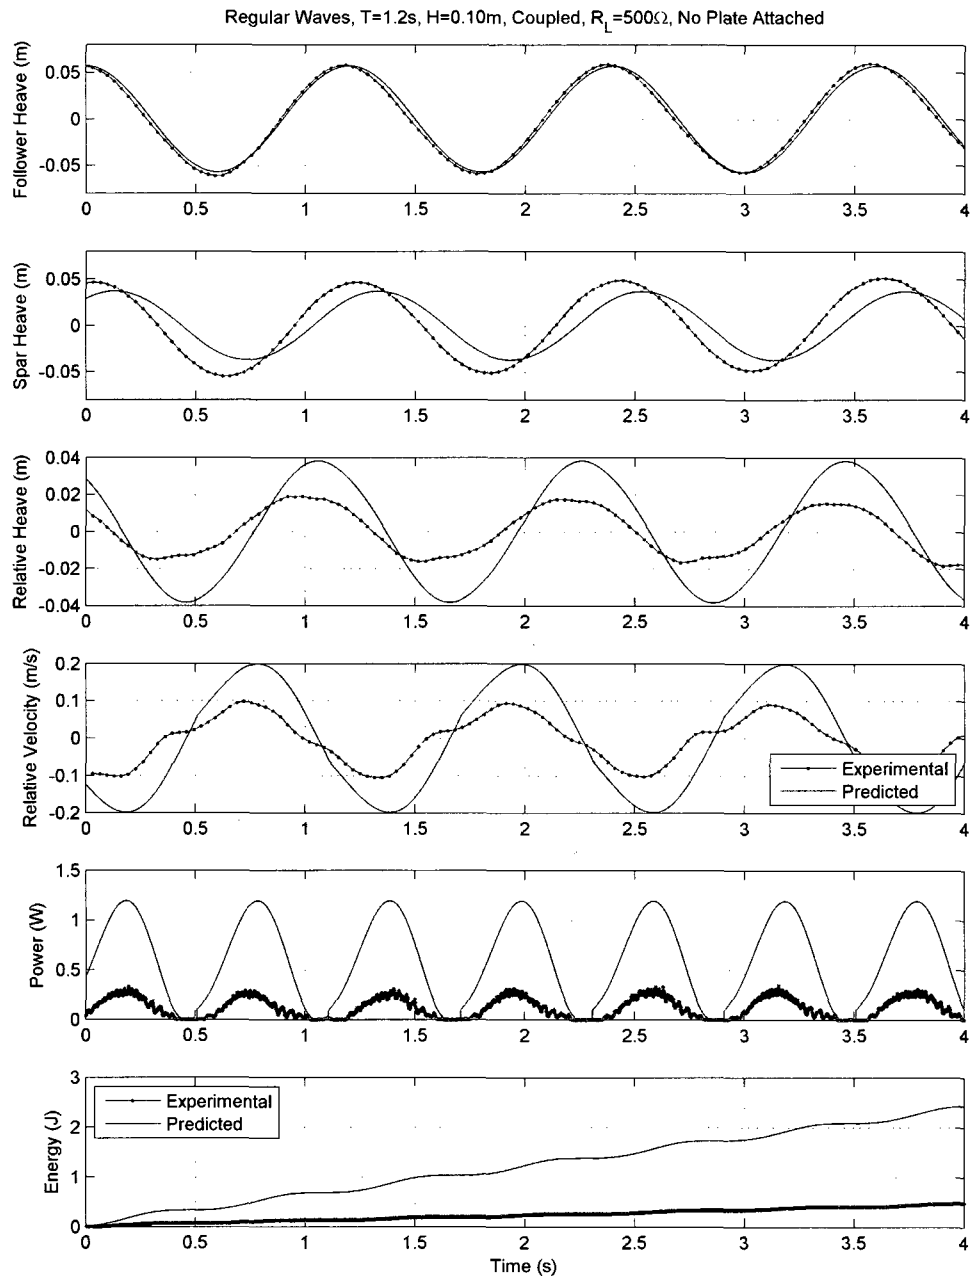 Regular Waves, T=1.2s, H=0.10m, Coupled, R_L=500Ω, No Plate Attached
Follower Heave (m)
0.05
0
-0.05
0 0.5 1 1.5 2 2.5 3 3.5 4
Spar Heave (m)
0.05
0
-0.05
0 0.5 1 1.5 2 2.5 3 3.5 4
Relative Heave (m)
0.04
0.02
0
-0.02
-0.04
0 0.5 1 1.5 2 2.5 3 3.5 4
Relative Velocity (m/s)
0.2
0.1
0
-0.1
-0.2
Experimental
Predicted
0 0.5 1 1.5 2 2.5 3 3.5 4
Power (W)
1.5
1
0.5
0
0 0.5 1 1.5 2 2.5 3 3.5 4
Energy (J)
3
2
1
0
Experimental
Predicted
0 0.5 1 1.5 2 2.5 3 3.5 4
Time (s)